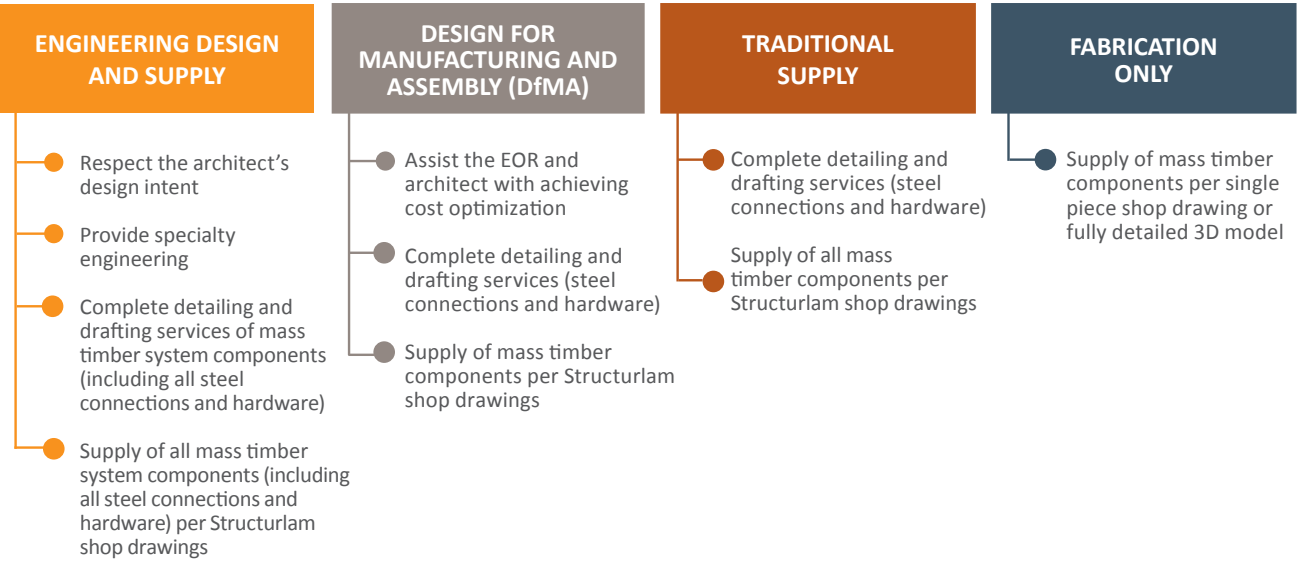 ENGINEERING DESIGN
AND SUPPLY
Respect the architect's
design intent
Provide specialty
engineering
Complete detailing and
drafting services of mass
timber system components
(including all steel
connections and hardware)
Supply of all mass timber
system components (including
all steel connections and
hardware) per Structurlam
shop drawings
DESIGN FOR
MANUFACTURING AND
ASSEMBLY (DfMA)
Assist the EOR and
architect with achieving
cost optimization
Complete detailing and
drafting services (steel
connections and hardware)
Supply of mass timber
components per Structurlam
shop drawings
TRADITIONAL
SUPPLY
Complete detailing and
drafting services (steel
connections and hardware)
Supply of all mass
timber components per
Structurlam shop drawings
FABRICATION
ONLY
Supply of mass timber
components per single
piece shop drawing or
fully detailed 3D model